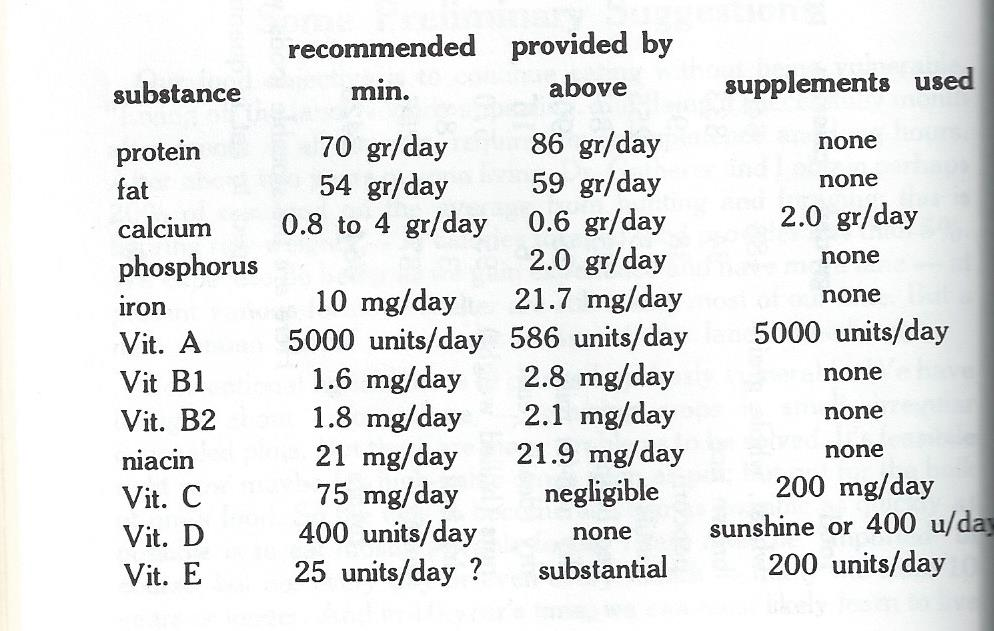 recommended provided by
substance min. above supplements used
protein 70 gr/day 86 gr/day none
fat 54 gr/day 59 gr/day none
calcium 0.8 to 4 gr/day 0.6 gr/day 2.0 gr/day
phosphorus 2.0 gr/day none
iron 10 mg/day 21.7 mg/day none
Vit. A 5000 units/day 586 units/day 5000 units/day
Vit B1 1.6 mg/day 2.8 mg/day none
Vit. B2 1.8 mg/day 2.1 mg/day none
niacin 21 mg/day 21.9 mg/day none
Vit. C 75 mg/day negligible 200 mg/day
Vit. D 400 units/day none sunshine or 400 u/day
Vit. E 25 units/day ? substantial 200 units/day